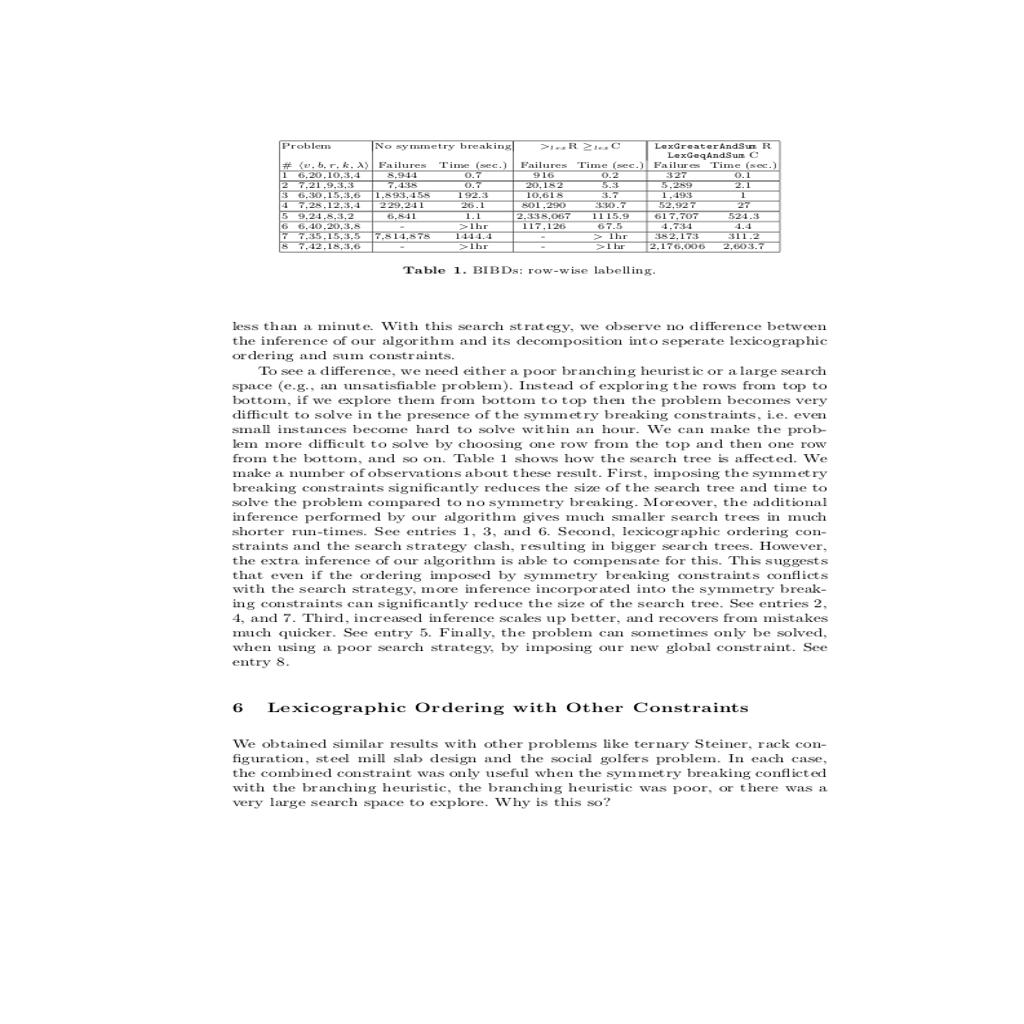 Problem No symmetry breaking >lex R ≥lex C LexGreaterAndSum R
LexGeqAndSum C
# ⟨v, b, r, k, λ⟩ Failures Time (sec.) Failures Time (sec.) Failures Time (sec.)
1 6,20,10,3,4 8,944 0.7 916 0.2 327 0.1
2 7,21,9,3,3 7,438 0.7 20,182 5.3 5,289 2.1
3 6,30,15,3,6 1,893,458 192.3 10,618 3.7 1,493 1
4 7,28,12,3,4 229,241 26.1 801,290 330.7 52,927 27
5 9,24,8,3,2 6,841 1.1 2,338,067 1115.9 617,707 524.3
6 6,40,20,3,8 - >1hr 117,126 67.5 4,734 4.4
7 7,35,15,3,5 7,814,878 1444.4 - > 1hr 382,173 311.2
8 7,42,18,3,6 - >1hr - >1hr 2,176,006 2,603.7
Table 1. BIBDs: row-wise labelling.
less than a minute. With this search strategy, we observe no difference between
the inference of our algorithm and its decomposition into seperate lexicographic
ordering and sum constraints.
To see a difference, we need either a poor branching heuristic or a large search
space (e.g., an unsatisfiable problem). Instead of exploring the rows from top to
bottom, if we explore them from bottom to top then the problem becomes very
difficult to solve in the presence of the symmetry breaking constraints, i.e. even
small instances become hard to solve within an hour. We can make the prob-
lem more difficult to solve by choosing one row from the top and then one row
from the bottom, and so on. Table 1 shows how the search tree is affected. We
make a number of observations about these result. First, imposing the symmetry
breaking constraints significantly reduces the size of the search tree and time to
solve the problem compared to no symmetry breaking. Moreover, the additional
inference performed by our algorithm gives much smaller search trees in much
shorter run-times. See entries 1, 3, and 6. Second, lexicographic ordering con-
straints and the search strategy clash, resulting in bigger search trees. However,
the extra inference of our algorithm is able to compensate for this. This suggests
that even if the ordering imposed by symmetry breaking constraints conflicts
with the search strategy, more inference incorporated into the symmetry break-
ing constraints can significantly reduce the size of the search tree. See entries 2,
4, and 7. Third, increased inference scales up better, and recovers from mistakes
much quicker. See entry 5. Finally, the problem can sometimes only be solved,
when using a poor search strategy, by imposing our new global constraint. See
entry 8.
6 Lexicographic Ordering with Other Constraints
We obtained similar results with other problems like ternary Steiner, rack con-
figuration, steel mill slab design and the social golfers problem. In each case,
the combined constraint was only useful when the symmetry breaking conflicted
with the branching heuristic, the branching heuristic was poor, or there was a
very large search space to explore. Why is this so?